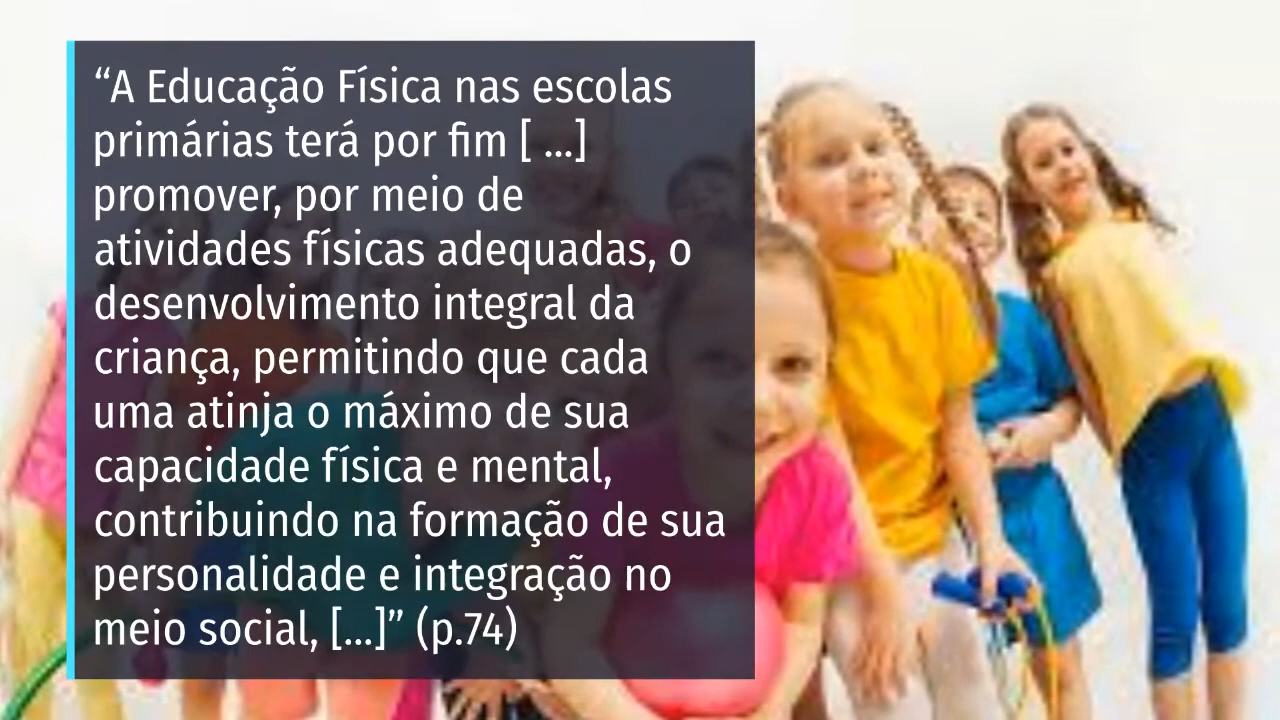 “A Educação Física nas escolas
primárias terá por fim [ ...]
promover, por meio de
atividades físicas adequadas, o
desenvolvimento integral da
criança, permitindo que cada
uma atinja o máximo de sua
capacidade física e mental,
contribuindo na formação de sua
personalidade e integração no
meio social, [...]” (p.74)